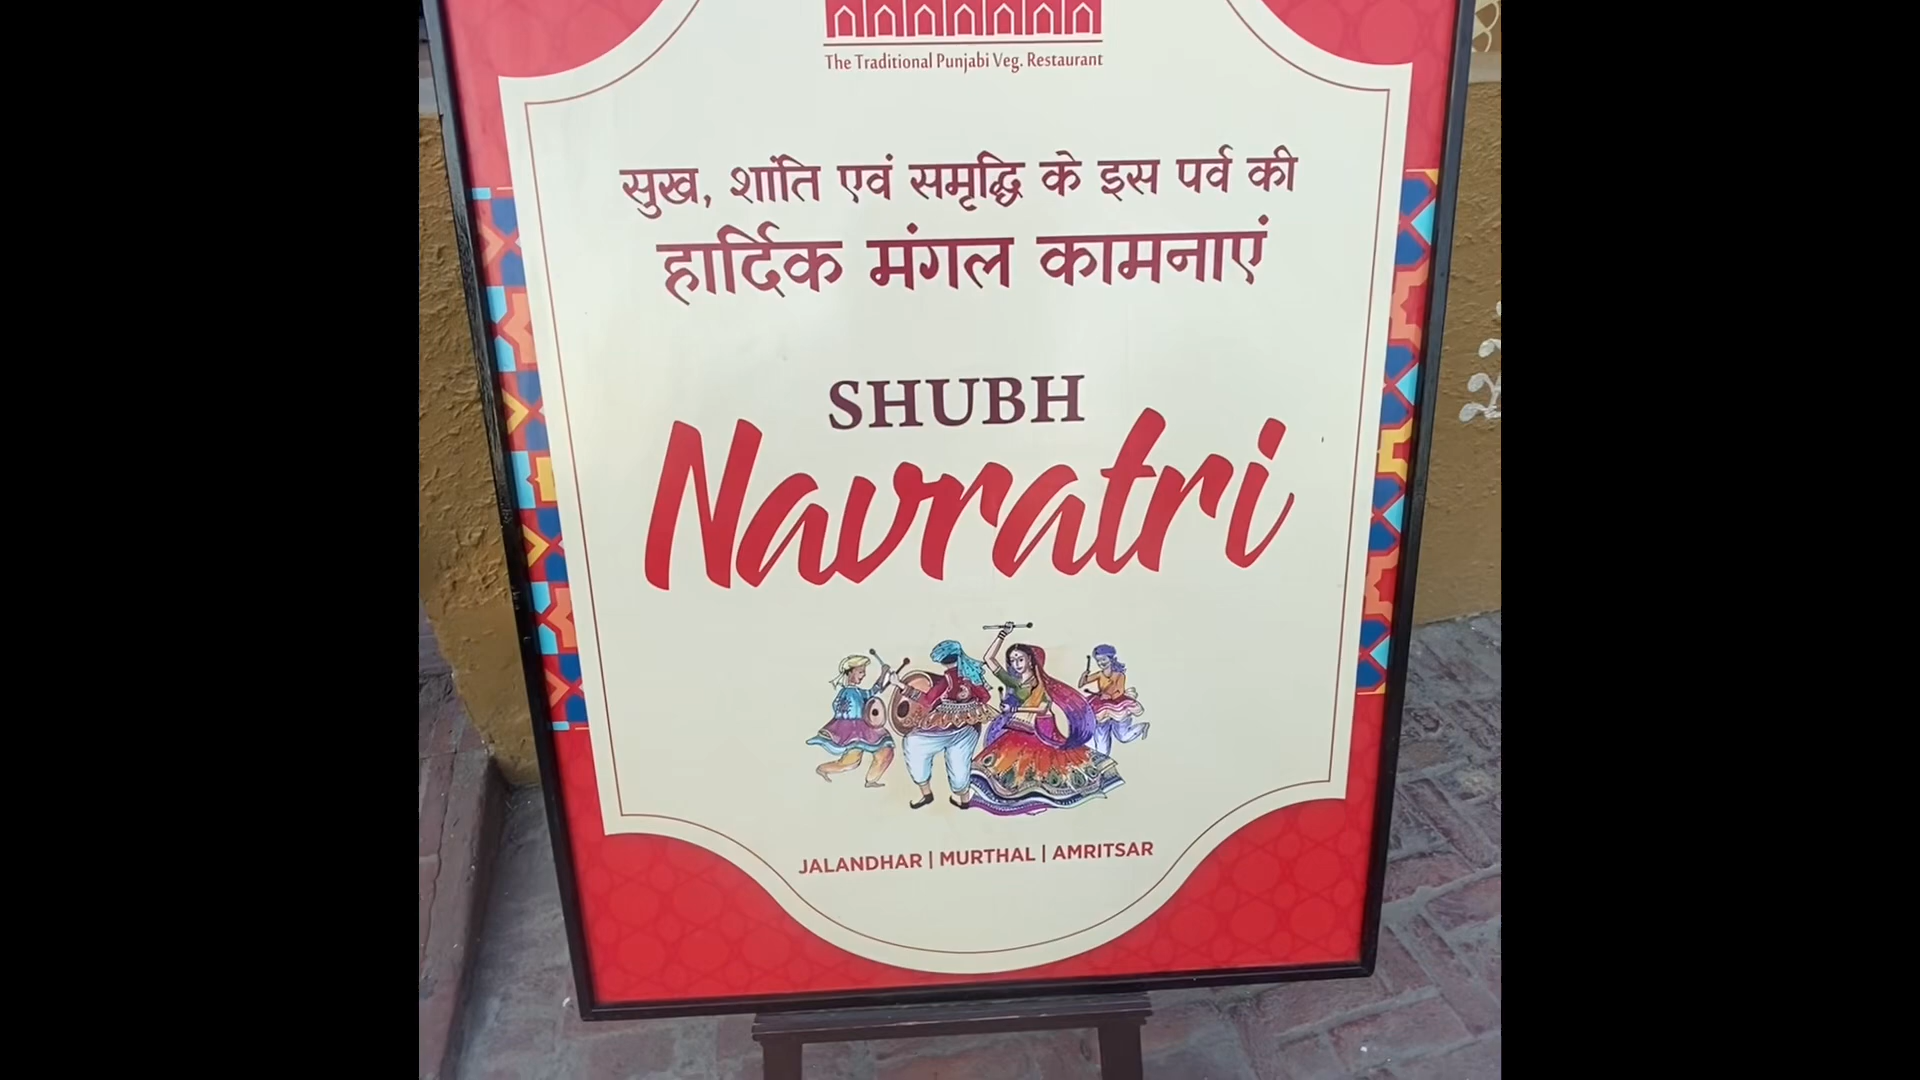 The Traditional Punjabi Veg. Restaurant
सुख, शांति एवं समृद्धि के इस पर्व की
हार्दिक मंगल कामनाएं
SHUBH
Navratri
JALANDHAR | MURTHAL | AMRITSAR